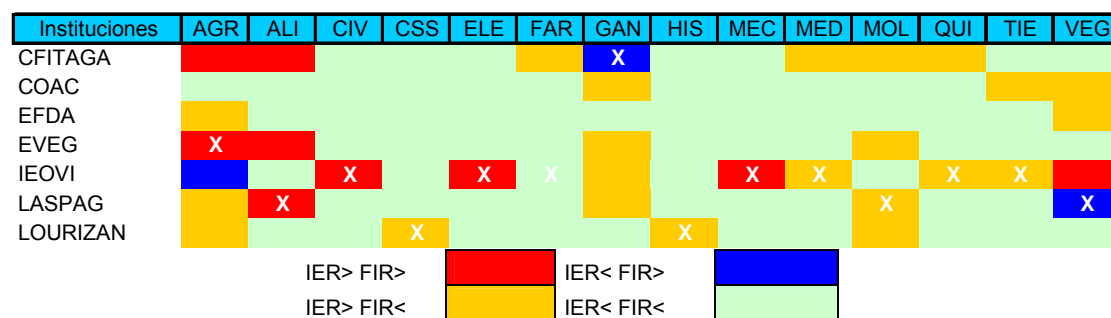 Instituciones AGR ALI CIV CSS ELE FAR GAN HIS MEC MED MOL QUI TIE VEG
CFITAGA X
COAC
EFDA
EVEG X
IEOVI X X X X X X X
LASPAG X X X
LOURIZAN X X
IER> FIR> IER< FIR>
IER> FIR< IER< FIR<